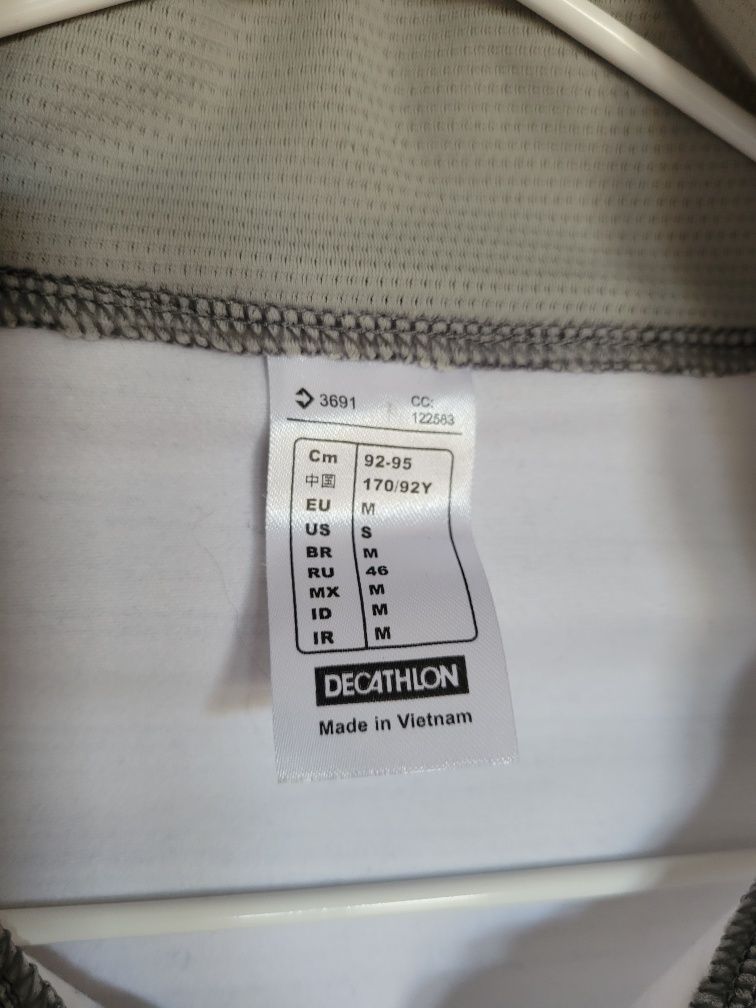 3691 CC:
122583
Cm 92-95
中国 170/92Y
EU M
US S
BR M
RU 46
MX M
ID M
IR M
DECATHLON
Made in Vietnam